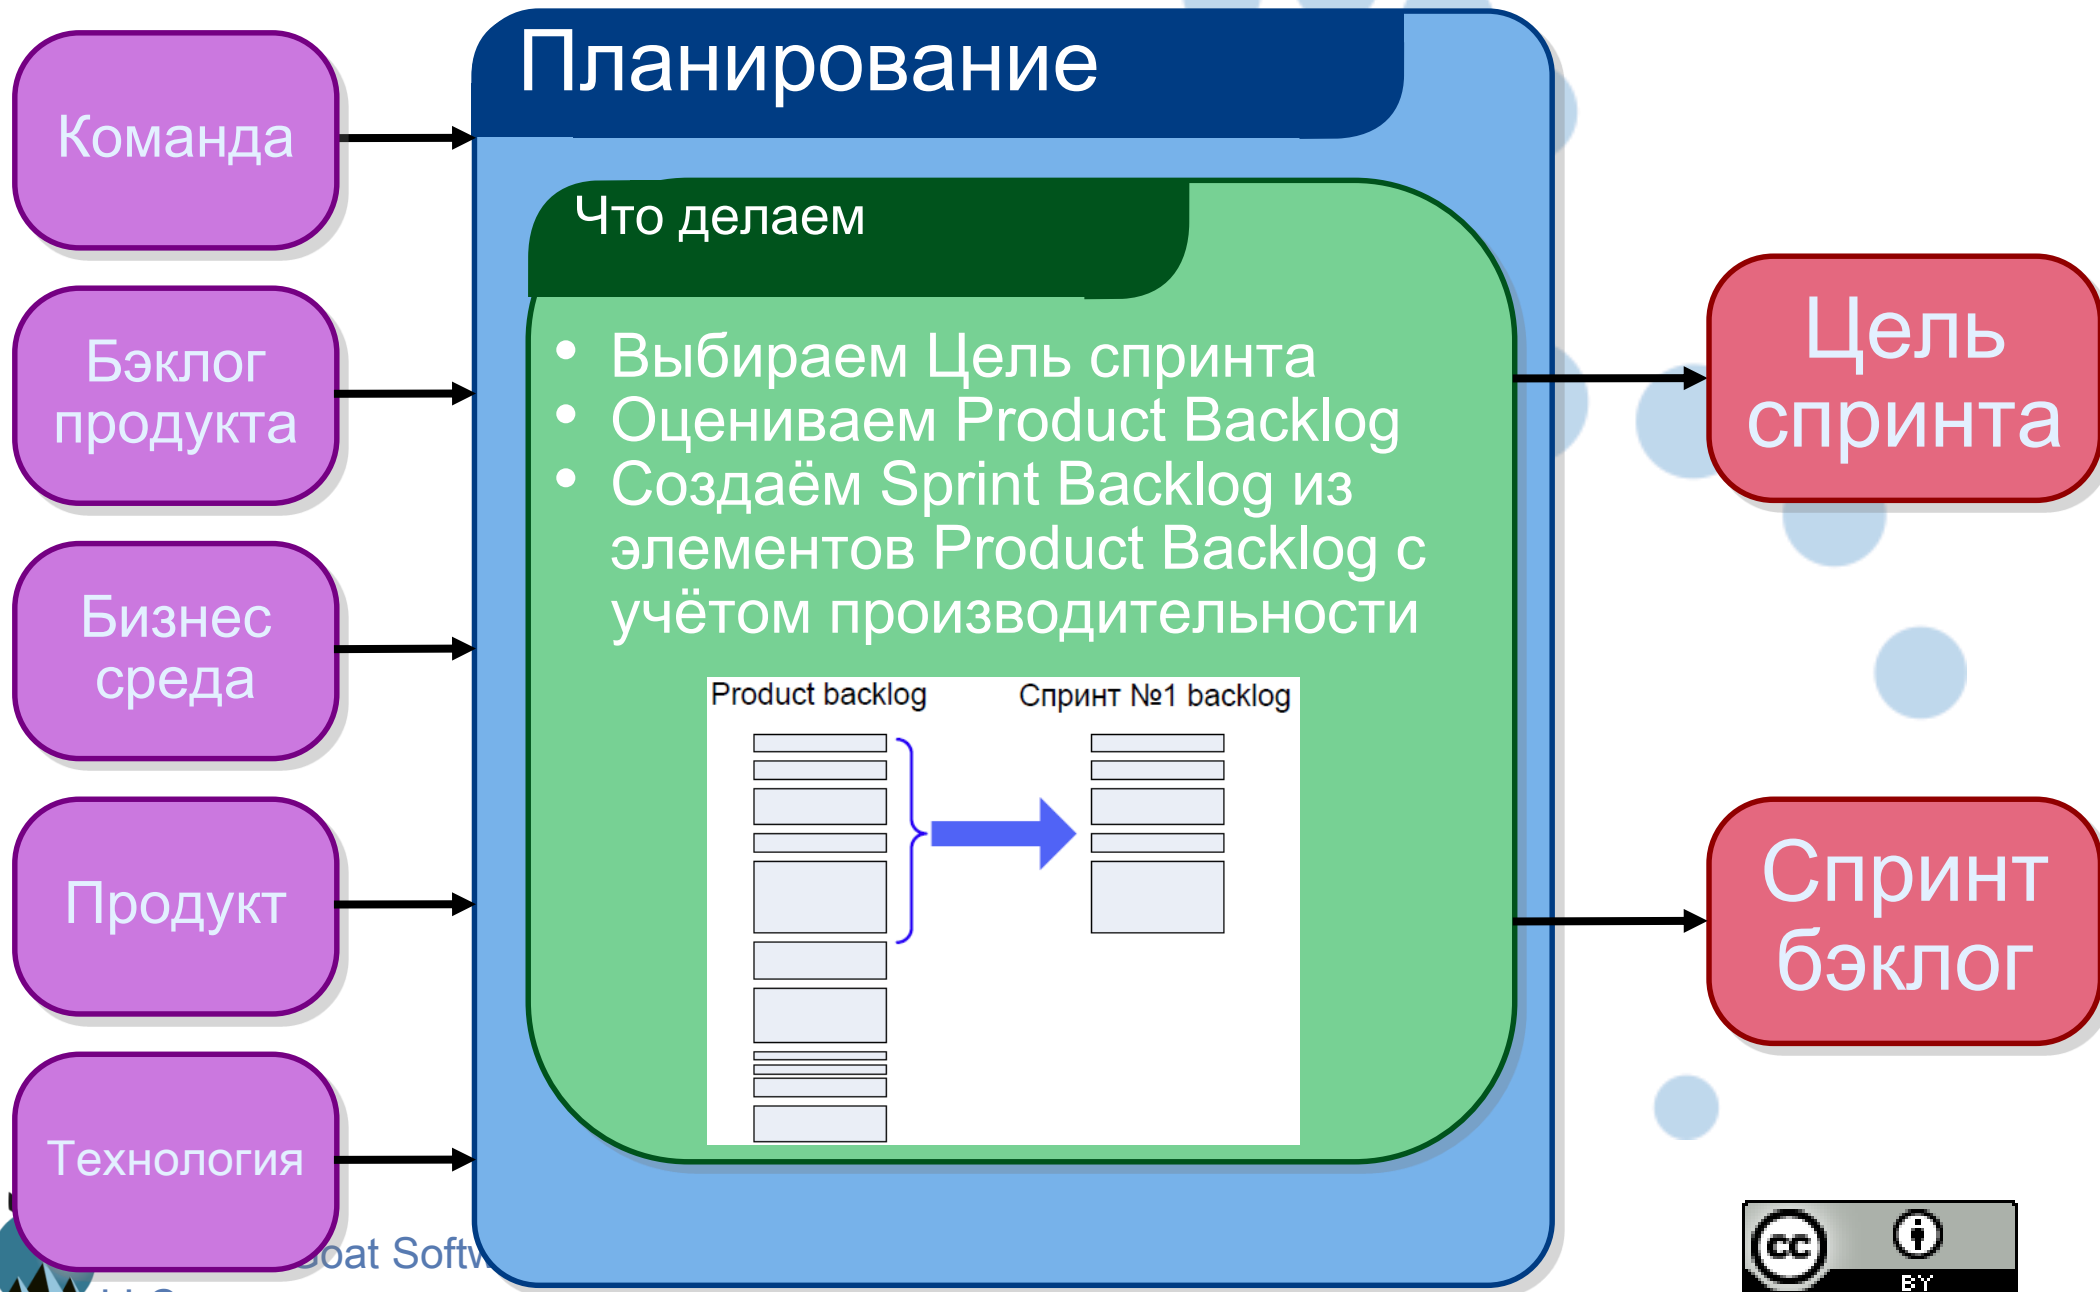 Планирование
Команда
Бэклог
продукта
Бизнес
среда
Продукт
Технология
Что делаем
• Выбираем Цель спринта
• Оцениваем Product Backlog
• Создаём Sprint Backlog из
элементов Product Backlog с
учётом производительности
Product backlog
Спринт №1 backlog
Цель
спринта
Спринт
бэклог
cc
BY